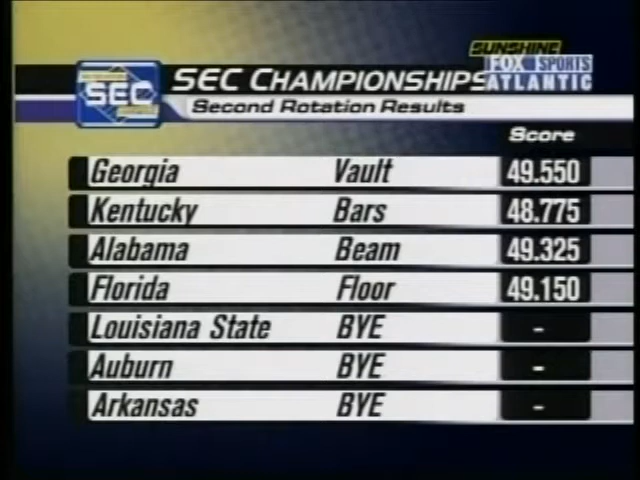 SUNSHINE
FOX SPORTS
ATLANTIC
SEC
SEC CHAMPIONSHIPS
Second Rotation Results
Score
Georgia Vault 49.550
Kentucky Bars 48.775
Alabama Beam 49.325
Florida Floor 49.150
Louisiana State BYE -
Auburn BYE -
Arkansas BYE -